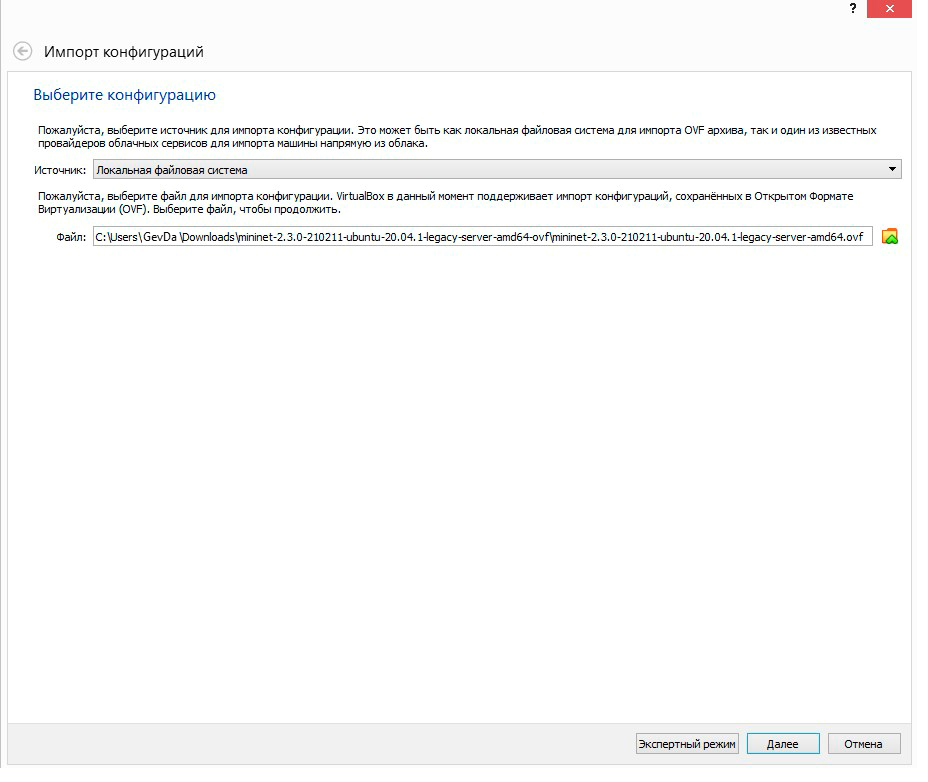 ?
Импорт конфигураций
Выберите конфигурацию
Пожалуйста, выберите источник для импорта конфигурации. Это может быть как локальная файловая система для импорта OVF архива, так и один из известных
провайдеров облачных сервисов для импорта машины напрямую из облака.
Источник: Локальная файловая система
Пожалуйста, выберите файл для импорта конфигурации. VirtualBox в данный момент поддерживает импорт конфигураций, сохранённых в Открытом Формате
Виртуализации (OVF). Выберите файл, чтобы продолжить.
Файл: C:\Users\GevDa \Downloads\mininet-2.3.0-210211-ubuntu-20.04.1-legacy-server-amd64-ovf\mininet-2.3.0-210211-ubuntu-20.04.1-legacy-server-amd64.ovf
Экспертный режим Далее Отмена